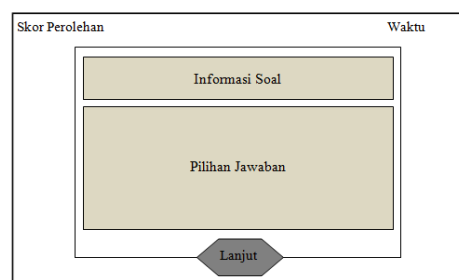 Skor Perolehan
Waktu
Informasi Soal
Pilihan Jawaban
Lanjut